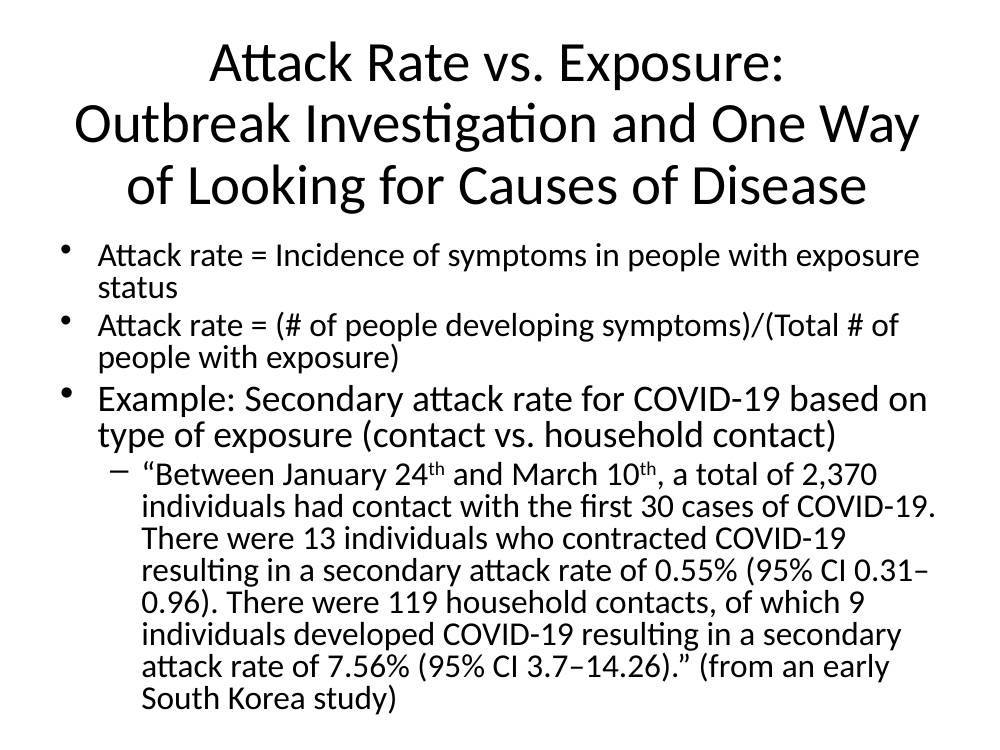 Attack Rate vs. Exposure:
Outbreak Investigation and One Way
of Looking for Causes of Disease
• Attack rate = Incidence of symptoms in people with exposure
status
• Attack rate = (# of people developing symptoms)/(Total # of
people with exposure)
• Example: Secondary attack rate for COVID-19 based on
type of exposure (contact vs. household contact)
– “Between January 24th and March 10th, a total of 2,370
individuals had contact with the first 30 cases of COVID-19.
There were 13 individuals who contracted COVID-19
resulting in a secondary attack rate of 0.55% (95% CI 0.31–
0.96). There were 119 household contacts, of which 9
individuals developed COVID-19 resulting in a secondary
attack rate of 7.56% (95% CI 3.7–14.26).” (from an early
South Korea study)